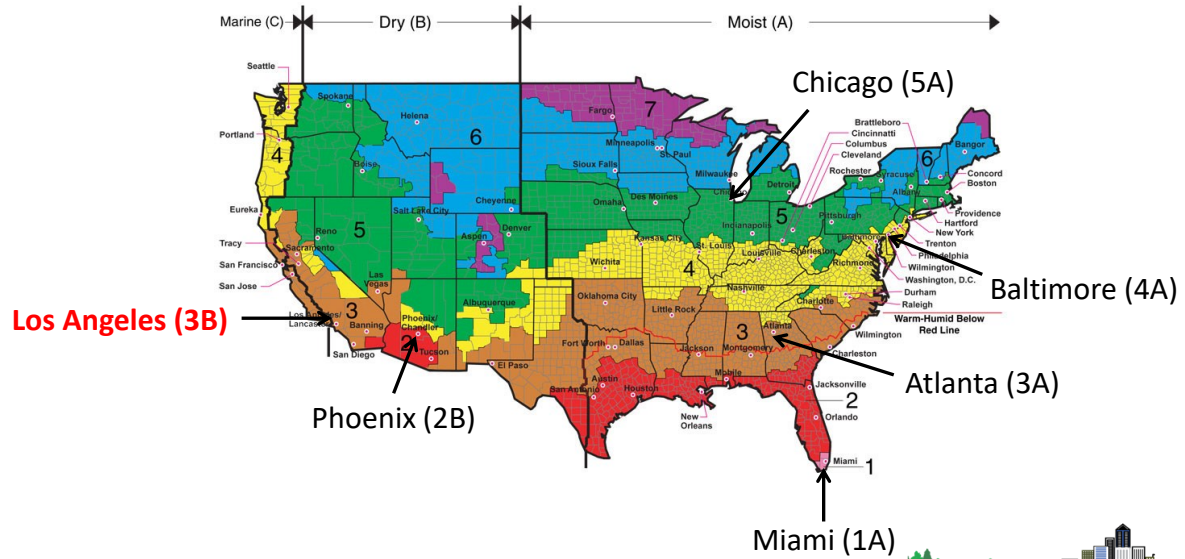 Marine (C)
Dry (B)
Moist (A)
Seattle
Spokane
Portland
Helena
Fargo
7
Chicago (5A)
Brattleboro
Cincinnatti
Columbus
Cleveland
4
6
Boise
Minneapolis
St. Paul
Sioux Falls
Milwaukee
Detroit
Rochester
Syracuse
Albany
6
Bangor
Concord
Boston
Providence
Hartford
New York
Trenton
Philadelphia
Wilmington
Washington, D.C.
Eureka
Reno
5
Salt Lake City
Cheyenne
Aspen
Denver
Omaha
Des Moines
Indianapolis
5
Pittsburgh
Baltimore
Baltimore (4A)
Tracy
Sacramento
San Francisco
San Jose
Las
Vegas
Kansas City
Wichita
4
St. Louis
Louisville
Charleston
Richmond
Durham
Raleigh
Warm-Humid Below
Red Line
Los Angeles (3B)
3
Los Angeles/
Lancaster
Banning
San Diego
Phoenix/
Chandler
2
Tucson
Albuquerque
El Paso
Oklahoma City
Little Rock
Nashville
Charlotte
3
Atlanta
Wilmington
Charleston
Fort Worth
Dallas
Jackson
Montgomery
Atlanta (3A)
Phoenix (2B)
San Antonio
Austin
Houston
Mobile
New
Orleans
Jacksonville
2
Orlando
Miami
1
Miami (1A)